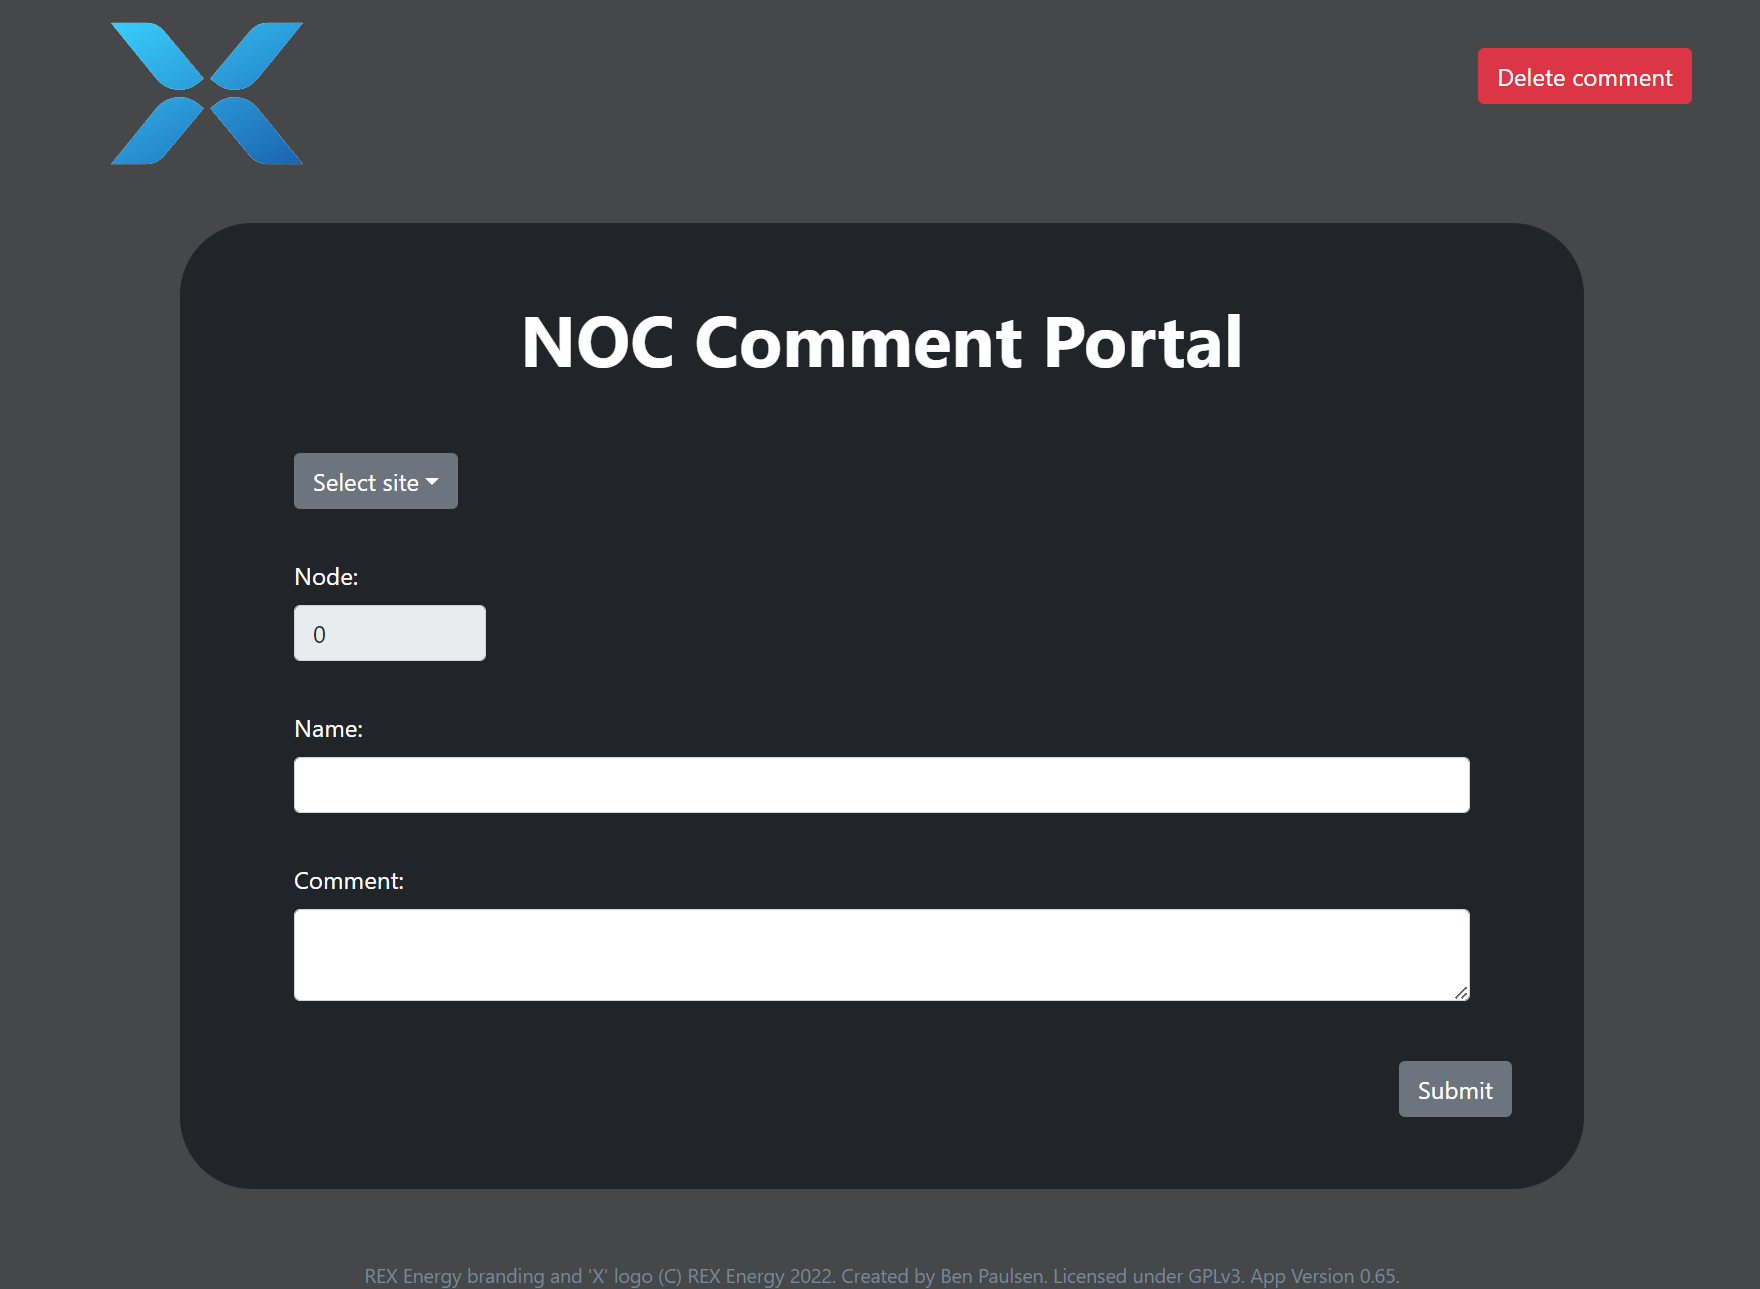 Delete comment
NOC Comment Portal
Select site
Node:
0
Name:
Comment:
Submit
REX Energy branding and 'X' logo (C) REX Energy 2022. Created by Ben Paulsen. Licensed under GPLv3. App Version 0.65.